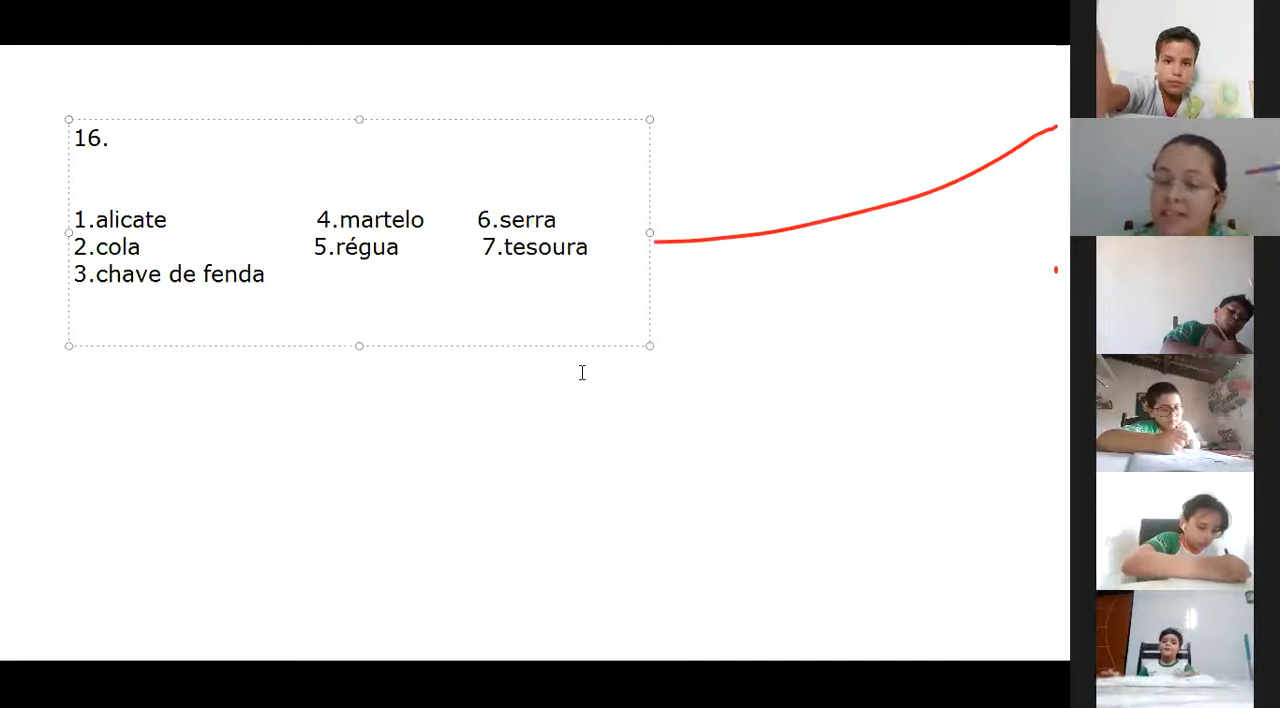 16.
1.alicate 4.martelo 6.serra
2.cola 5.régua 7.tesoura
3.chave de fenda